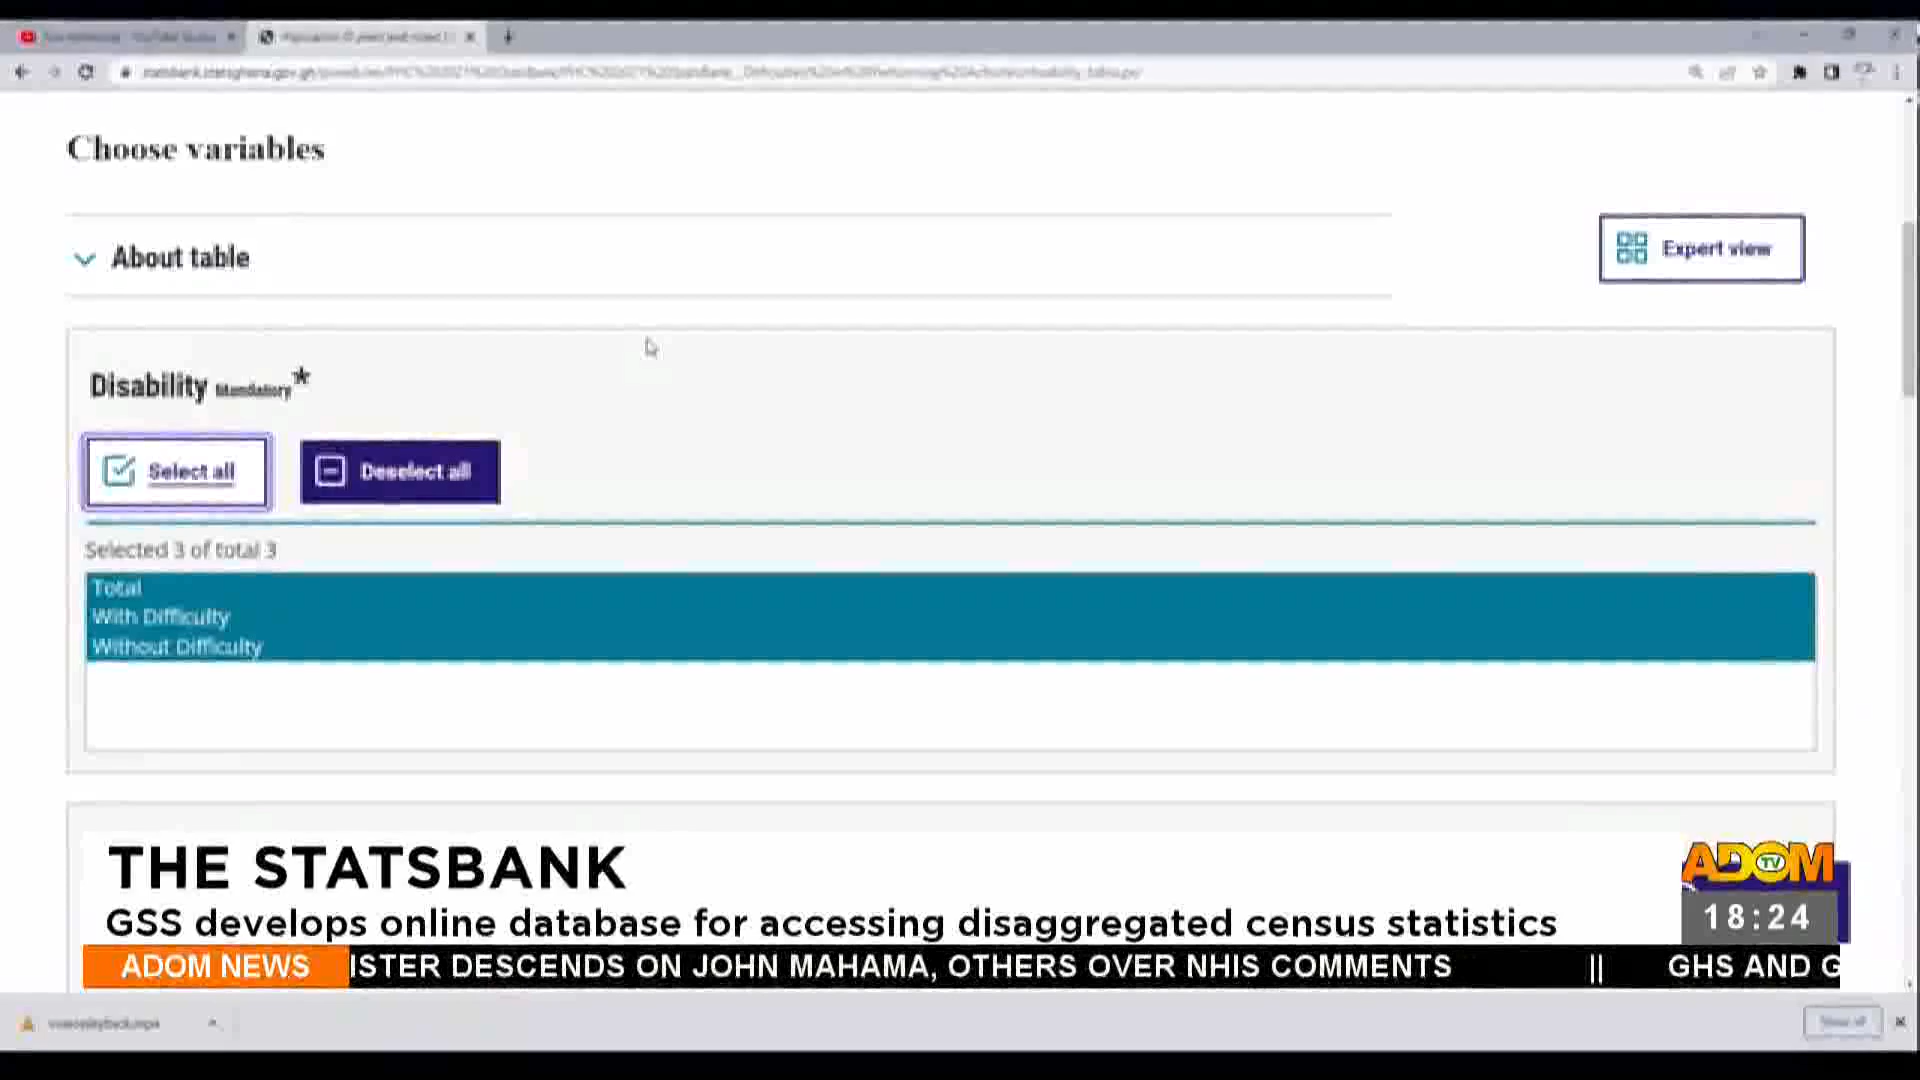 Choose variables
About table
Expert view
Disability Mandatory*
Select all
Deselect all
Selected 3 of total 3
Total
With Difficulty
Without Difficulty
THE STATSBANK
GSS develops online database for accessing disaggregated census statistics
ADOM TV
18:24
ADOM NEWS
ISTER DESCENDS ON JOHN MAHAMA, OTHERS OVER NHIS COMMENTS || GHS AND G